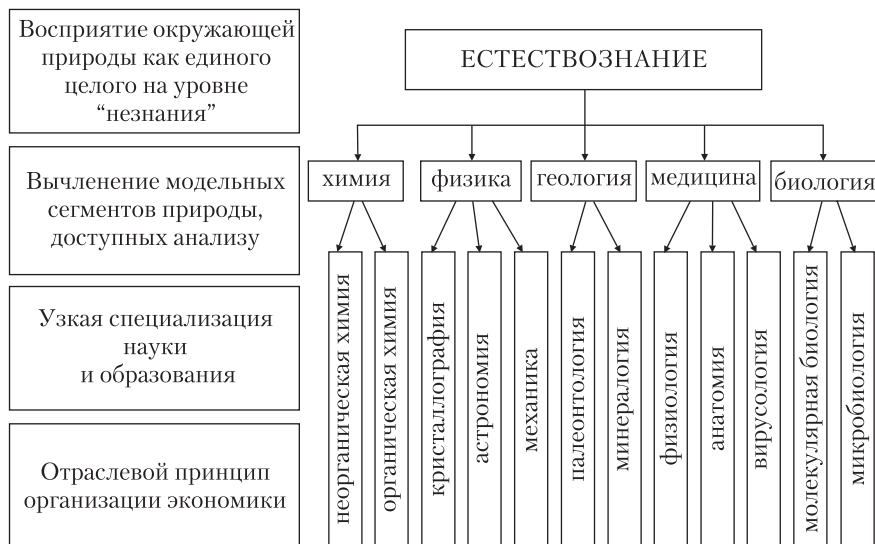 Восприятие окружающей
природы как единого
целого на уровне
“незнания”
Вычленение модельных
сегментов природы,
доступных анализу
Узкая специализация
науки
и образования
Отраслевой принцип
организации экономики
ЕСТЕСТВОЗНАНИЕ
химия
физика
геология
медицина
биология
неорганическая химия
органическая химия
кристаллография
астрономия
механика
палеонтология
минералогия
физиология
анатомия
вирусология
молекулярная биология
микробиология